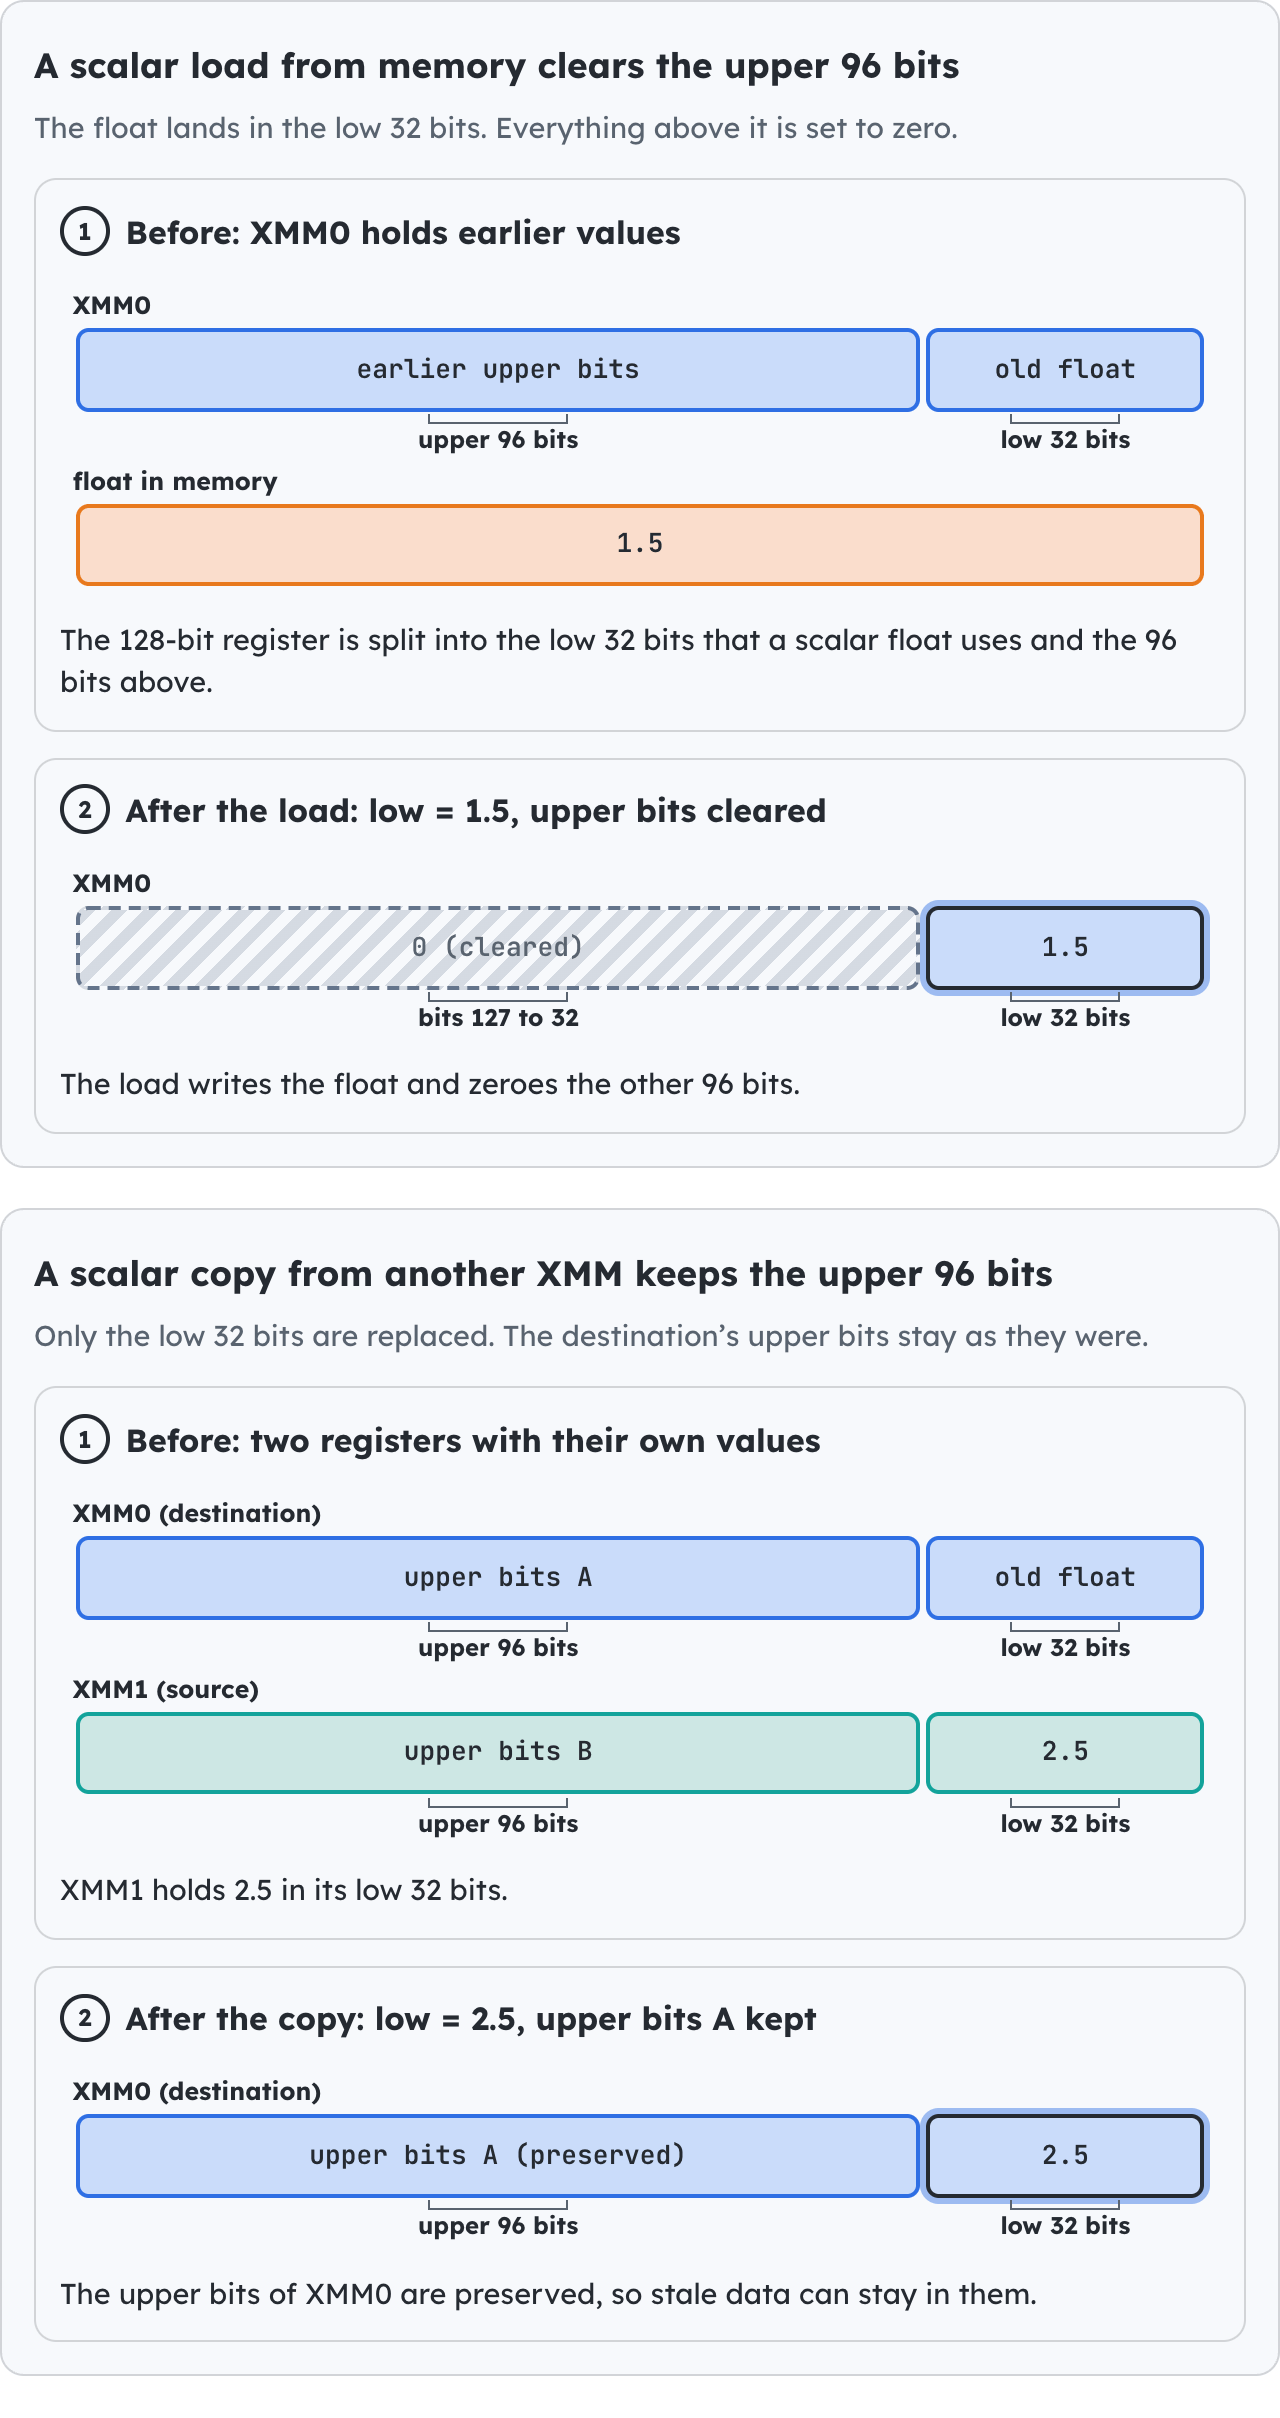 A scalar load from memory clears the upper 96 bits
The float lands in the low 32 bits. Everything above it is set to zero.
1 Before: XMM0 holds earlier values
XMM0
earlier upper bits old float
upper 96 bits low 32 bits
float in memory
1.5
The 128-bit register is split into the low 32 bits that a scalar float uses and the 96
bits above.
2 After the load: low = 1.5, upper bits cleared
XMM0
0 (cleared) 1.5
bits 127 to 32 low 32 bits
The load writes the float and zeroes the other 96 bits.
A scalar copy from another XMM keeps the upper 96 bits
Only the low 32 bits are replaced. The destination’s upper bits stay as they were.
1 Before: two registers with their own values
XMM0 (destination)
upper bits A old float
upper 96 bits low 32 bits
XMM1 (source)
upper bits B 2.5
upper 96 bits low 32 bits
XMM1 holds 2.5 in its low 32 bits.
2 After the copy: low = 2.5, upper bits A kept
XMM0 (destination)
upper bits A (preserved) 2.5
upper 96 bits low 32 bits
The upper bits of XMM0 are preserved, so stale data can stay in them.